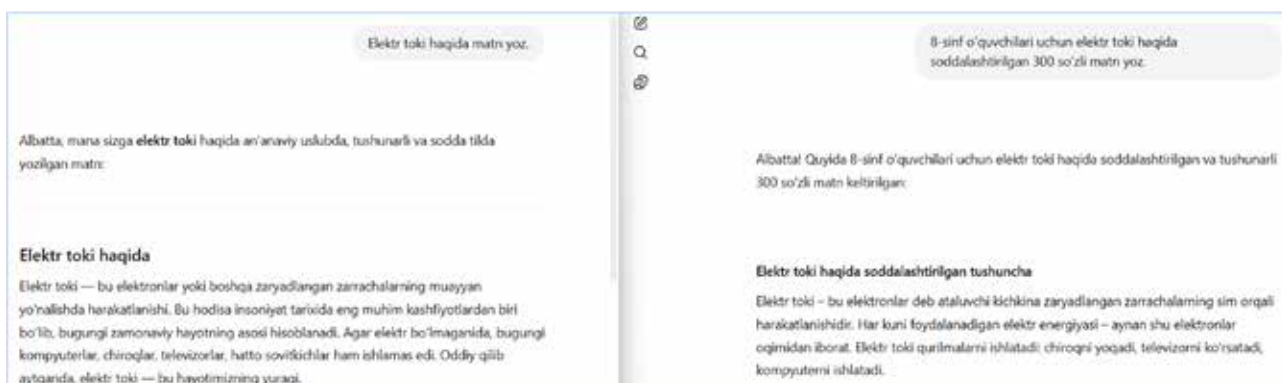 Elektr toki haqida matn yoz.
Albatta, mana sizga elektr toki haqida an'anaviy uslubda, tushunarli va sodda tilda
yozilgan matn:
Elektr toki haqida
Elektr toki — bu elektronlar yoki boshqa zaryadlangan zarrachalarning muayyan
yo'nalishda harakatlanishi. Bu hodisa insoniyat tarixida eng muhim kashfiyotlardan biri
bo'lib, bugungi zamonaviy hayotning asosi hisoblanadi. Agar elektr bo'lmaganida, bugungi
kompyuterlar, chiroqlar, televizorlar, hatto sovitkichlar ham ishlamas edi. Oddiy qilib
aytganda, elektr toki — bu hayotimizning yuragi.
8-sinf o'quvchilari uchun elektr toki haqida
soddalashtirilgan 300 so'zli matn yoz.
Albatta! Quyida 8-sinf o'quvchilari uchun elektr toki haqida soddalashtirilgan va tushunarli
300 so'zli matn keltirilgan:
Elektr toki haqida soddalashtirilgan tushuncha
Elektr toki – bu elektronlar deb ataluvchi kichkina zaryadlangan zarrachalarning sim orqali
harakatlanishidir. Har kuni foydalanadigan elektr energiyasi – aynan shu elektronlar
oqimidan iborat. Elektr toki qurilmalarni ishlatadi: chiroqni yoqadi, televizorni ko'rsatadi,
kompyuterni ishlatadi.